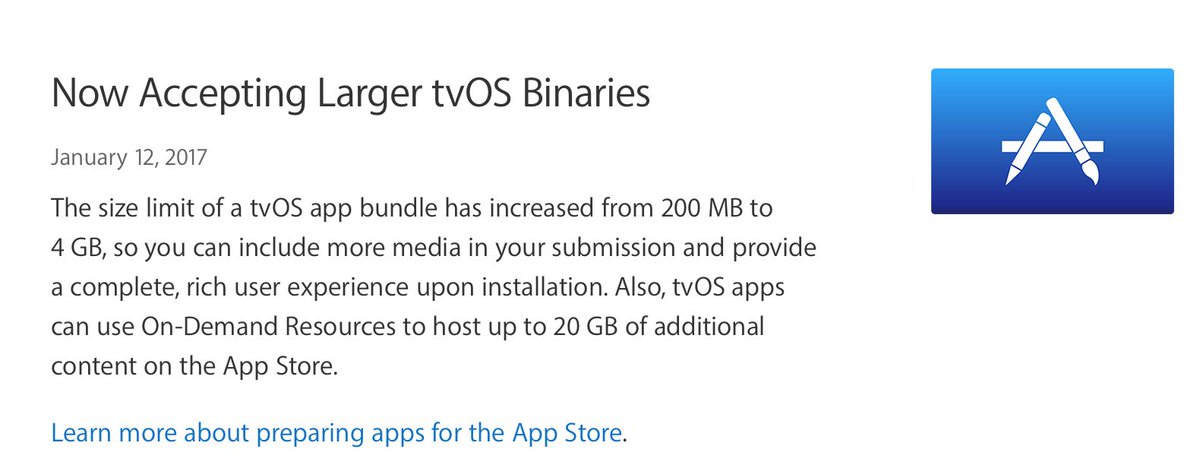 Now Accepting Larger tvOS Binaries
January 12, 2017
The size limit of a tvOS app bundle has increased from 200 MB to
4 GB, so you can include more media in your submission and provide
a complete, rich user experience upon installation. Also, tvOS apps
can use On-Demand Resources to host up to 20 GB of additional
content on the App Store.
Learn more about preparing apps for the App Store.